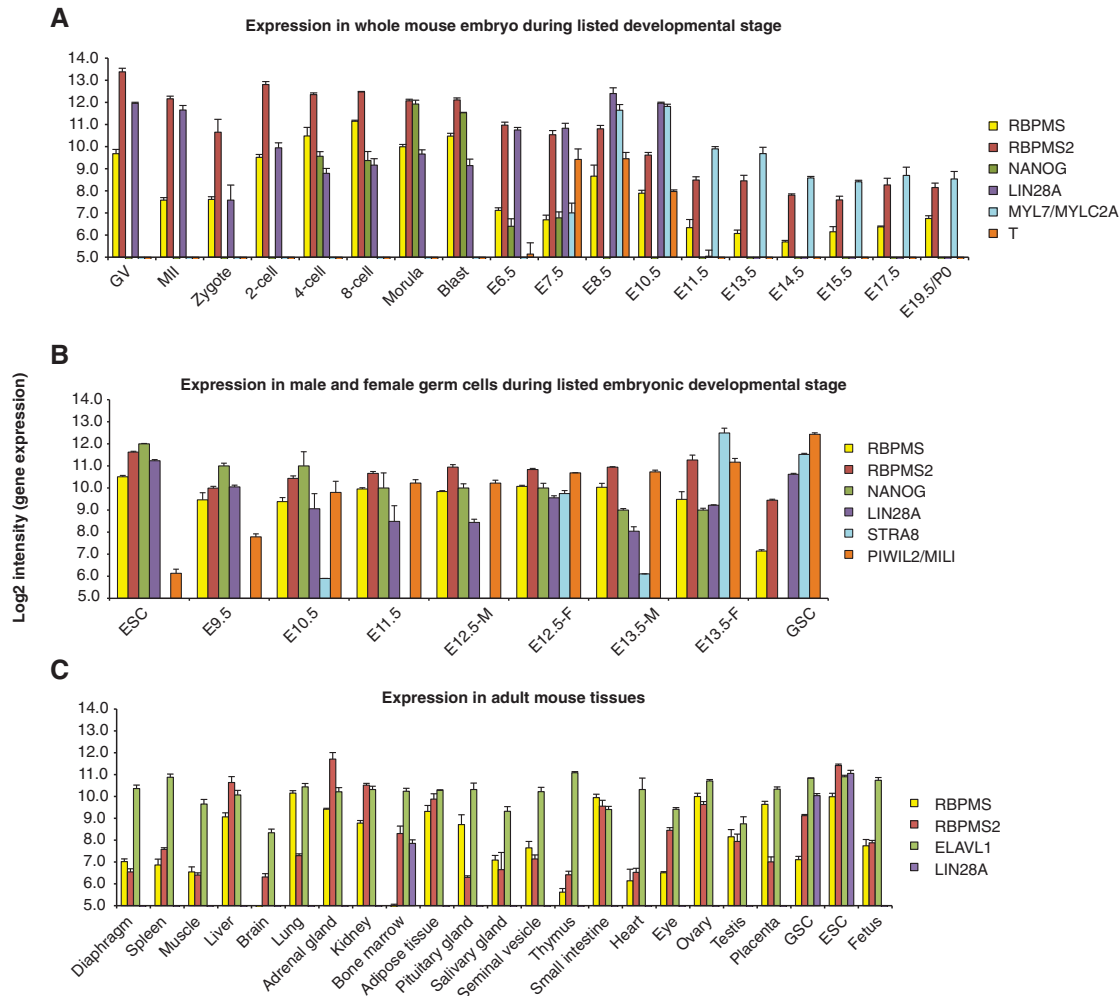 A
Expression in whole mouse embryo during listed developmental stage
14.0
13.0
12.0
11.0
10.0
9.0
8.0
7.0
6.0
5.0
GV
MII
Zygote
2-cell
4-cell
8-cell
Morula
Blast
E6.5
E7.5
E8.5
E10.5
E11.5
E13.5
E14.5
E15.5
E17.5
E19.5/P0
RBPMS
RBPMS2
NANOG
LIN28A
MYL7/MYLC2A
T
Log2 intensity (gene expression)
B
Expression in male and female germ cells during listed embryonic developmental stage
14.0
13.0
12.0
11.0
10.0
9.0
8.0
7.0
6.0
5.0
ESC
E9.5
E10.5
E11.5
E12.5-M
E12.5-F
E13.5-M
E13.5-F
GSC
RBPMS
RBPMS2
NANOG
LIN28A
STRA8
PIWIL2/MILI
C
Expression in adult mouse tissues
14.0
13.0
12.0
11.0
10.0
9.0
8.0
7.0
6.0
5.0
Diaphragm
Spleen
Muscle
Liver
Brain
Lung
Adrenal gland
Kidney
Bone marrow
Adipose tissue
Pituitary gland
Salivary gland
Seminal vesicle
Thymus
Small intestine
Heart
Eye
Ovary
Testis
Placenta
GSC
ESC
Fetus
RBPMS
RBPMS2
ELAVL1
LIN28A